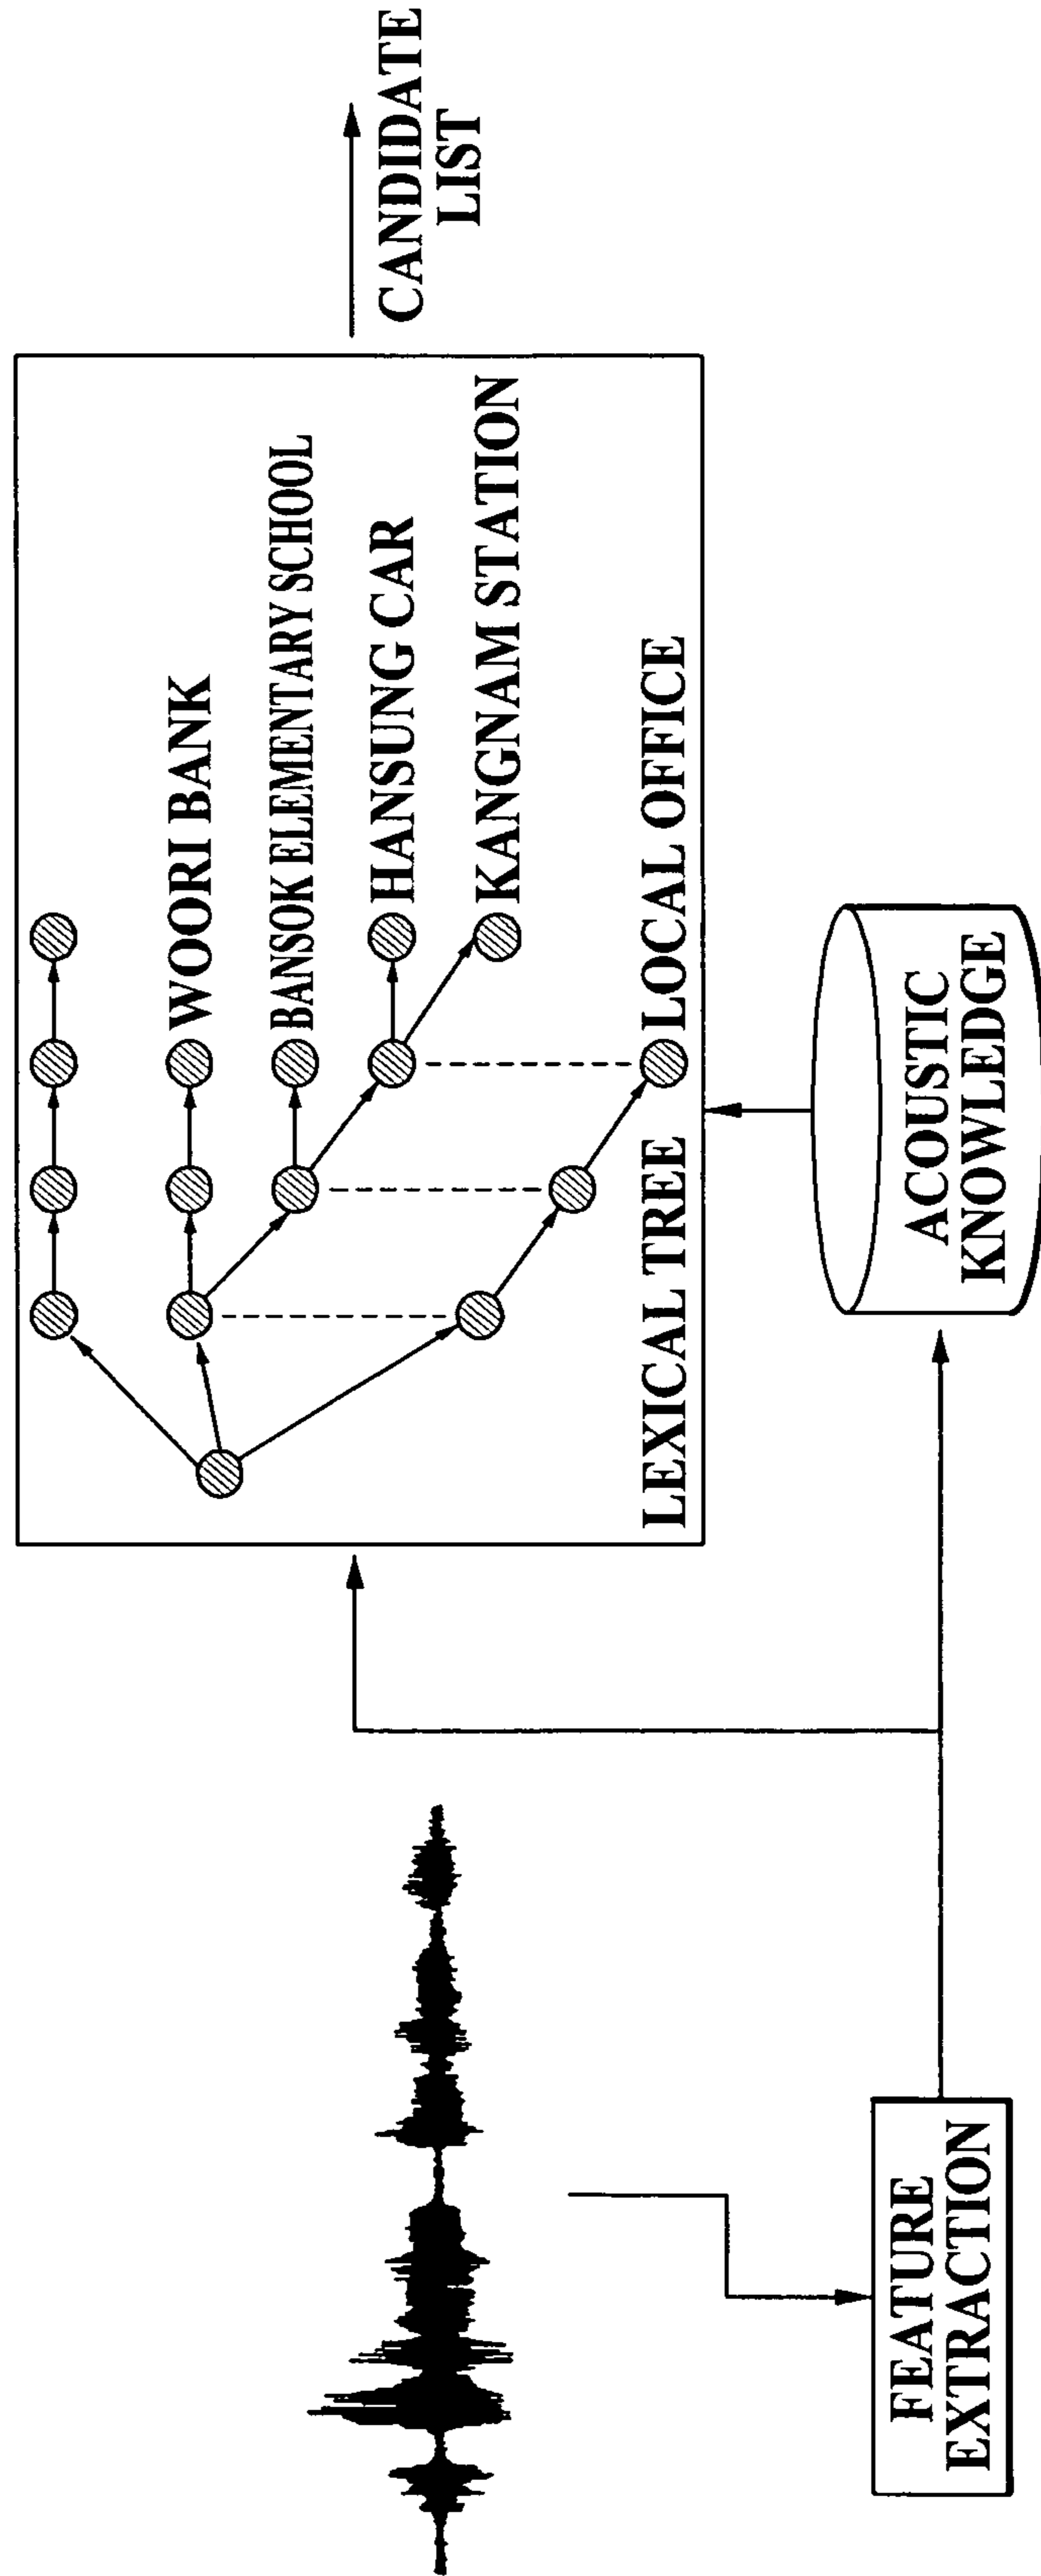 WOORI BANK
BANSOK ELEMENTARY SCHOOL
HANSUNG CAR
KANGNAM STATION
LEXICAL TREE
LOCAL OFFICE
CANDIDATE
LIST
FEATURE
EXTRACTION
ACOUSTIC
KNOWLEDGE